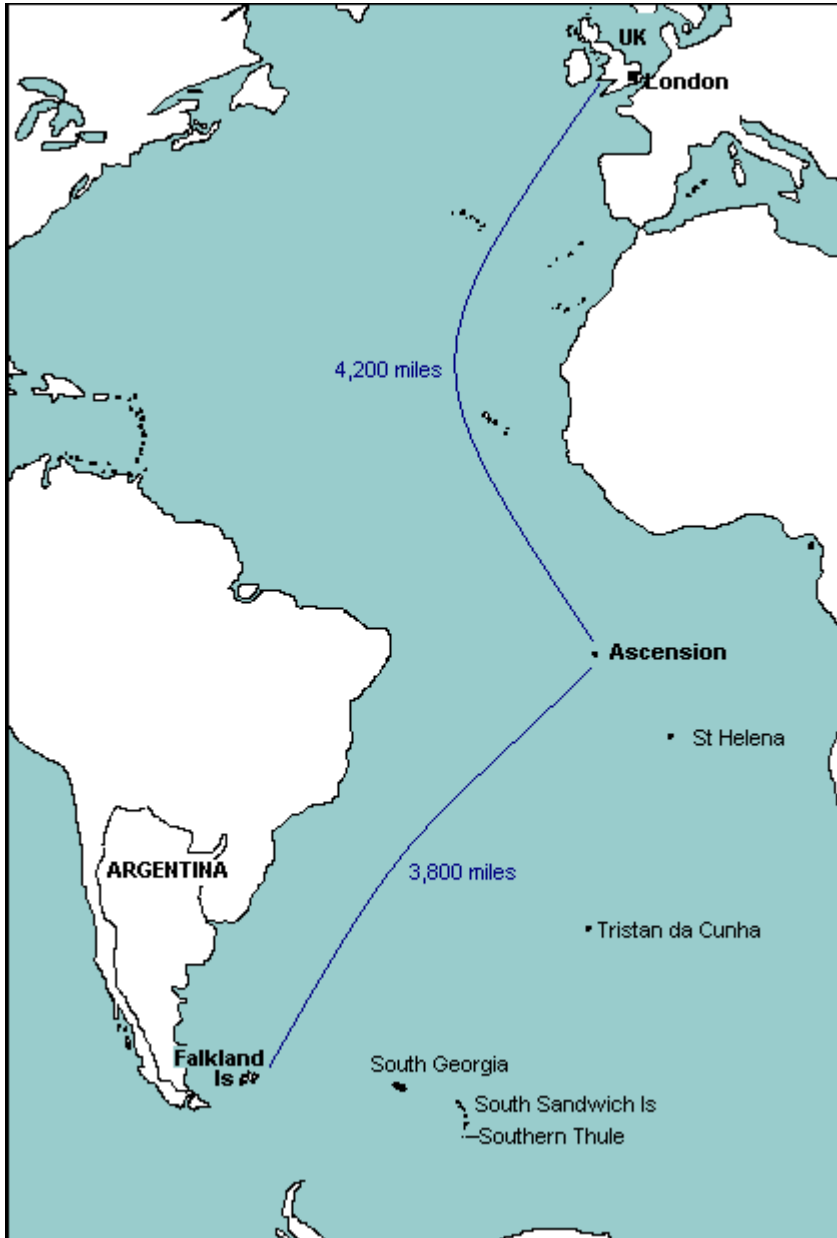 UK
London
4,200 miles
Ascension
St Helena
ARGENTINA
3,800 miles
Tristan da Cunha
Falkland
Is
South Georgia
South Sandwich Is
Southern Thule